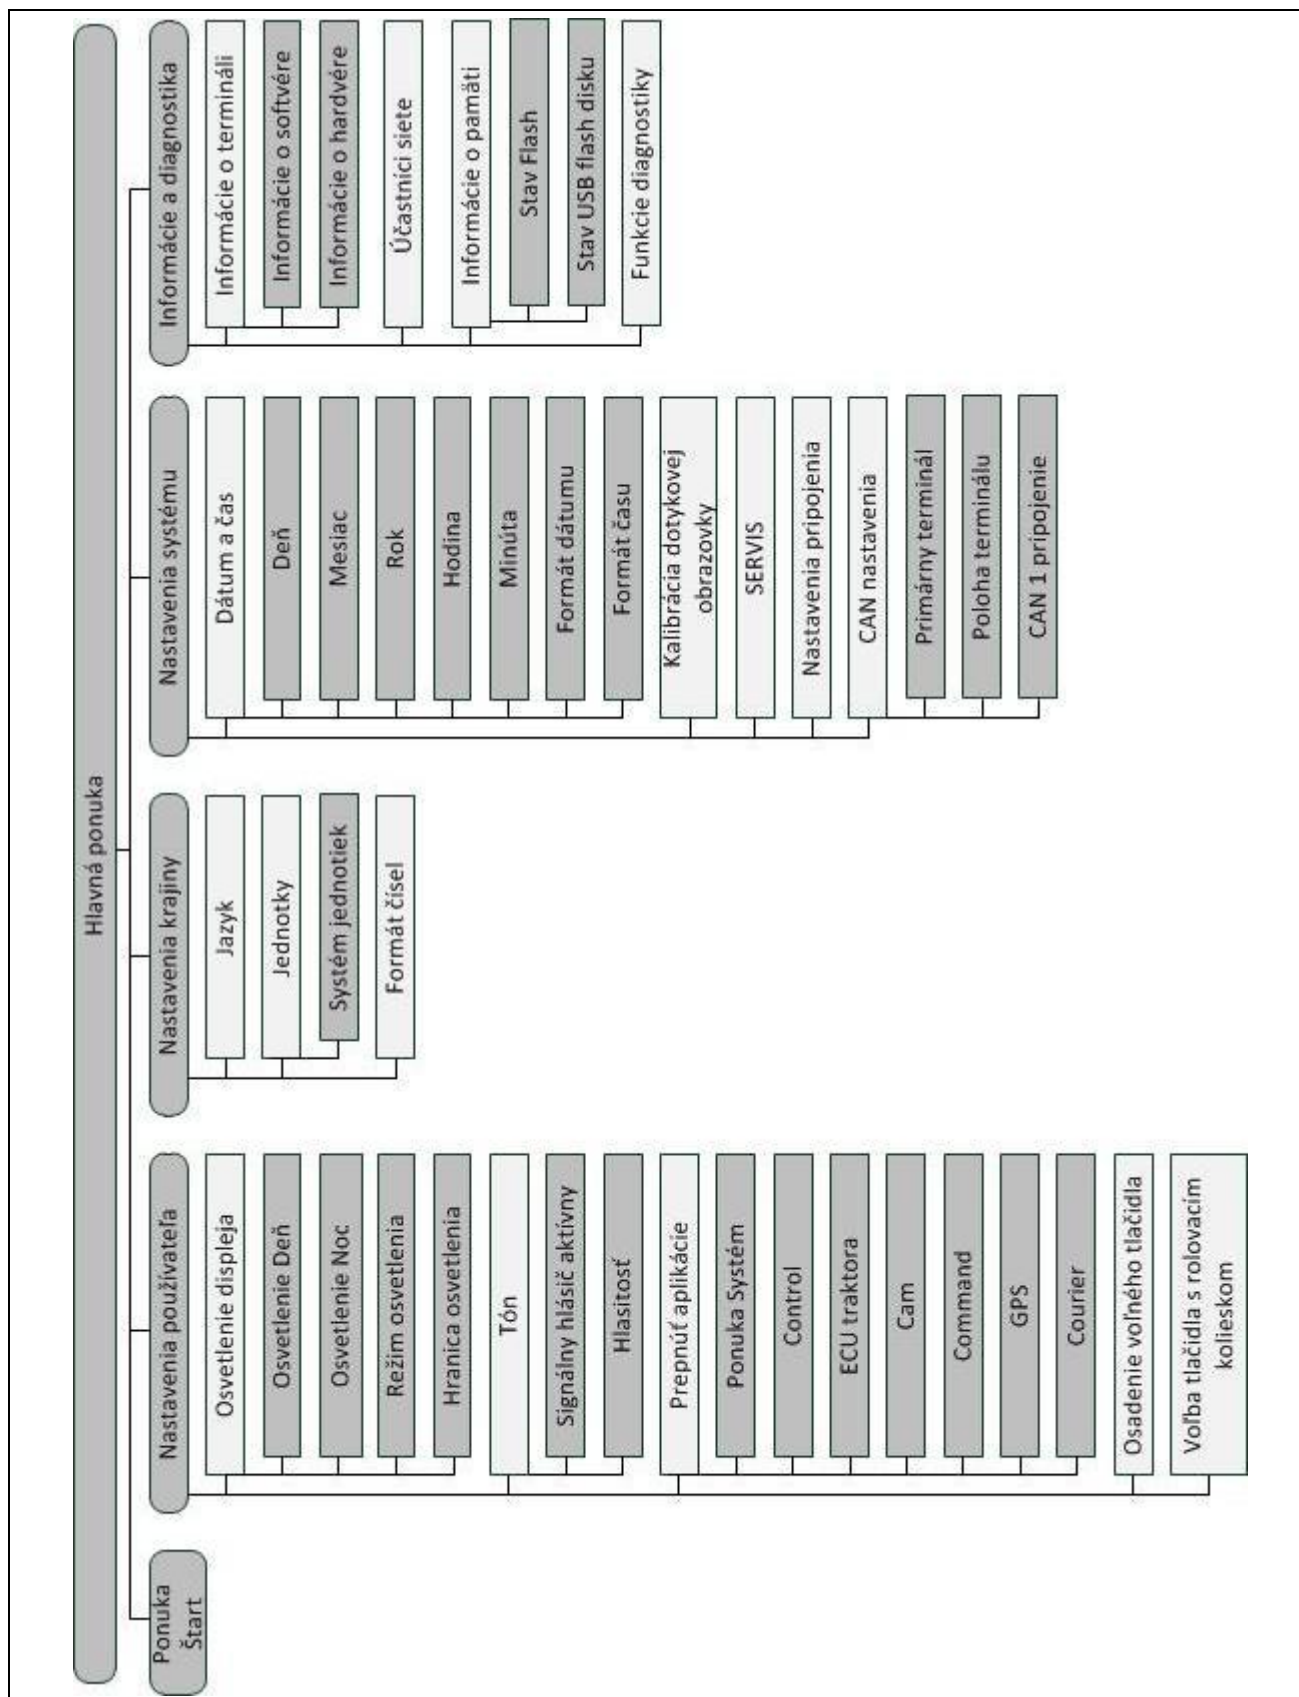 Hlavná ponuka
Ponuka
Štart
Nastavenia používateľa
Osvetlenie displeja
Osvetlenie Deň
Osvetlenie Noc
Režim osvetlenia
Hranica osvetlenia
Tón
Signálny hlásič aktívny
Hlasitosť
Prepnúť aplikácie
Ponuka Systém
Control
ECU traktora
Cam
Command
GPS
Courier
Osadenie voľného tlačidla
Voľba tlačidla s rolovacim
kolieskom
Nastavenia krajiny
Jazyk
Jednotky
Systém jednotiek
Formát čísel
Nastavenia systému
Dátum a čas
Deň
Mesiac
Rok
Hodina
Minúta
Formát dátumu
Formát času
Kalibrácia dotykovej
obrazovky
SERVIS
Nastavenia pripojenia
CAN nastavenia
Primárny terminál
Poloha terminálu
CAN 1 pripojenie
Informácie a diagnostika
Informácie o termináli
Informácie o softvére
Informácie o hardvére
Účastníci siete
Informácie o pamäti
Stav Flash
Stav USB flash disku
Funkcie diagnostiky